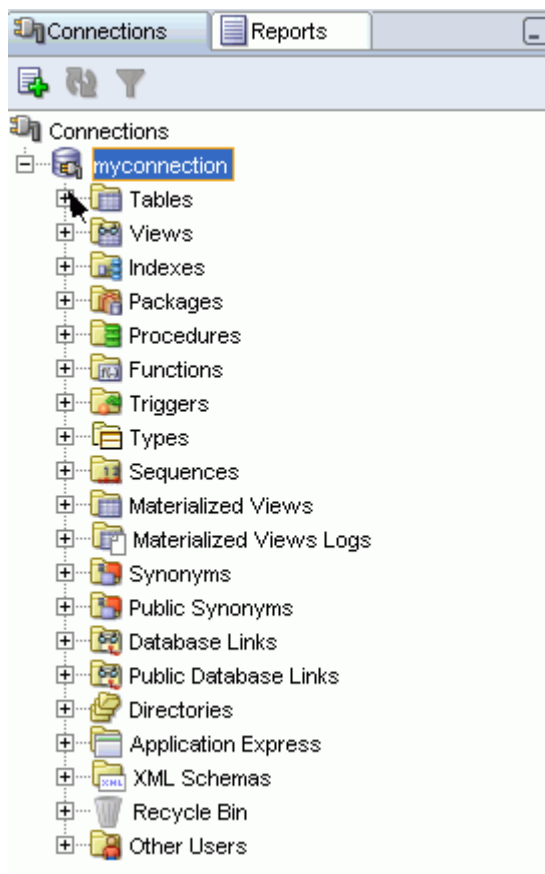 Connections Reports
Connections
myconnection
Tables
Views
Indexes
Packages
Procedures
Functions
Triggers
Types
Sequences
Materialized Views
Materialized Views Logs
Synonyms
Public Synonyms
Database Links
Public Database Links
Directories
Application Express
XML Schemas
Recycle Bin
Other Users